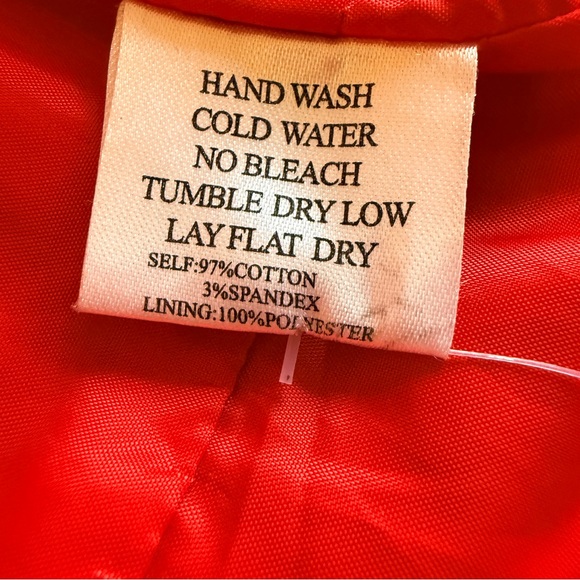 HAND WASH
COLD WATER
NO BLEACH
TUMBLE DRY LOW
LAY FLAT DRY
SELF:97%COTTON
3%SPANDEX
LINING:100%POLYESTER